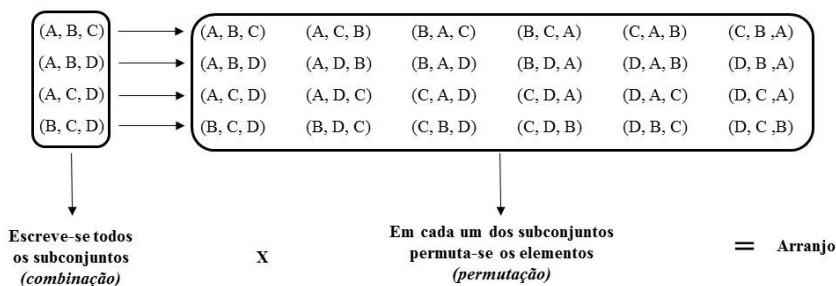 (A, B, C) (A, B, C) (A, C, B) (B, A, C) (B, C, A) (C, A, B) (C, B ,A)
(A, B, D) (A, B, D) (A, D, B) (B, A, D) (B, D, A) (D, A, B) (D, B ,A)
(A, C, D) (A, C, D) (A, D, C) (C, A, D) (C, D, A) (D, A, C) (D, C ,A)
(B, C, D) (B, C, D) (B, D, C) (C, B, D) (C, D, B) (D, B, C) (D, C ,B)
Escreve-se todos
os subconjuntos
(combinação)
X
Em cada um dos subconjuntos
permuta-se os elementos
(permutação)
= Arranjo